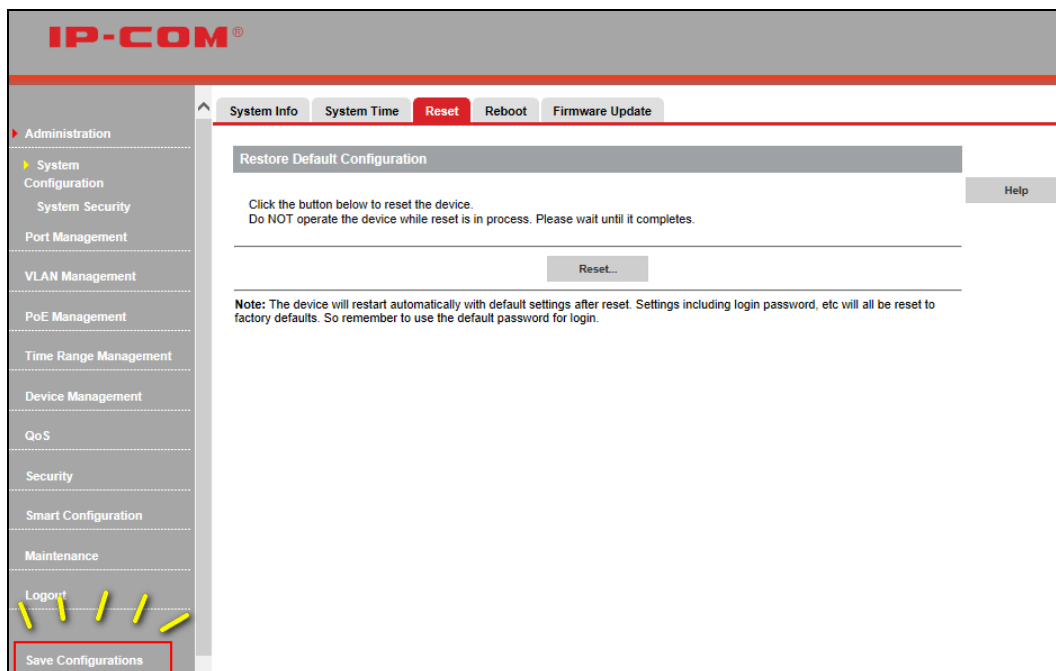 IP-COM®
System Info
System Time
Reset
Reboot
Firmware Update
Administration
System
Configuration
System Security
Port Management
VLAN Management
PoE Management
Time Range Management
Device Management
QoS
Security
Smart Configuration
Maintenance
Logout
Save Configurations
Restore Default Configuration
Help
Click the button below to reset the device.
Do NOT operate the device while reset is in process. Please wait until it completes.
Reset...
Note: The device will restart automatically with default settings after reset. Settings including login password, etc will all be reset to
factory defaults. So remember to use the default password for login.